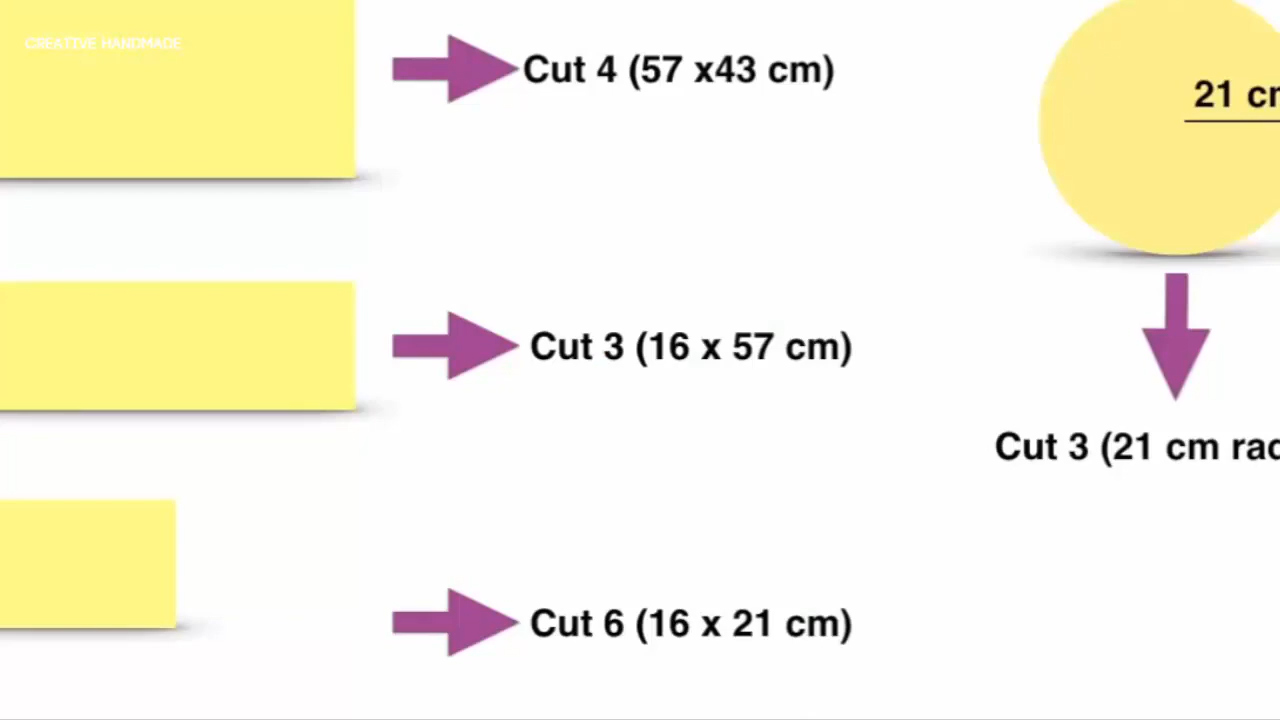 CREATIVE HANDMADE
Cut 4 (57 x43 cm)
21 cm
Cut 3 (16 x 57 cm)
Cut 3 (21 cm
Cut 6 (16 x 21 cm)